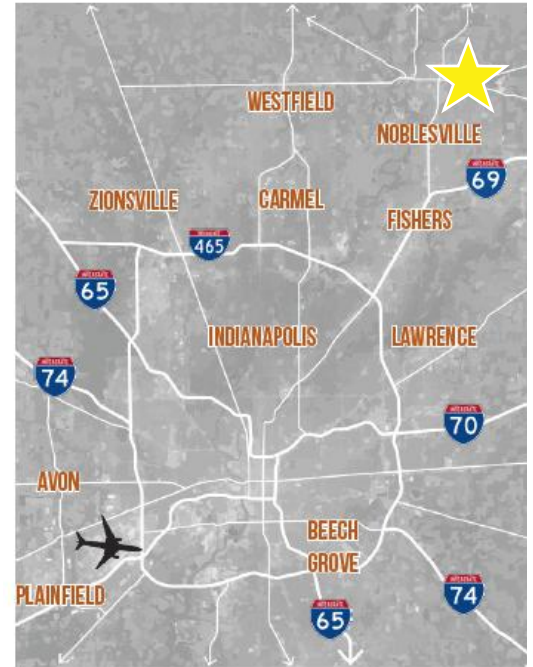 WESTFIELD
NOBLESVILLE
69
ZIONSVILLE
CARMEL
FISHERS
465
65
INDIANAPOLIS
LAWRENCE
74
70
AVON
BEECH
GROVE
PLAINFIELD
74
65